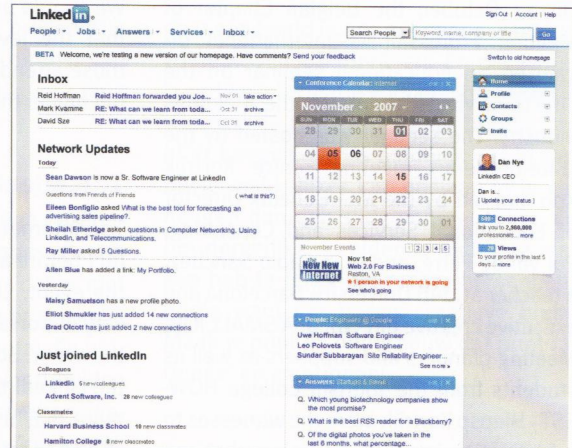 Linked in®
Sign Out | Account | Help
People Jobs Answers Services Inbox
Search People
Keyword, name, company or title
Go
BETA Welcome, we're testing a new version of our homepage. Have comments? Send your feedback
Switch to old homepage
Inbox
Reid Hoffman Reid Hoffman forwarded you Joe... Nov 01 take action
Mark Kvamme RE: What can we learn from toda... Oct 31 archive
David Sze RE: What can we learn from toda... Oct 31 archive
Network Updates
Today
Sean Dawson is now a Sr. Software Engineer at LinkedIn
Questions from Friends of Friends (what is this?)
Eileen Bonfiglio asked What is the best tool for forecasting an
advertising sales pipeline?.
Sheilah Etheridge asked questions in Computer Networking, Using
LinkedIn, and Telecommunications.
Ray Miller asked 5 Questions.
Allen Blue has added a link: My Portfolio.
Yesterday
Maisy Samuelson has a new profile photo.
Elliot Shmukler has just added 14 new connections
Brad Olcott has just added 2 new connections
Just joined LinkedIn
Colleagues
LinkedIn 5 new colleagues
Advent Software, Inc. 28 new colleagues
Classmates
Harvard Business School 18 new classmates
Hamilton College 8 new classmates
Conference Calendar: Internet
November 2007
SUN MON TUE WED THU FRI SAT
28 29 30 31 01 02 03
04 05 06 07 08 09 10
11 12 13 14 15 16 17
18 19 20 21 22 23 24
25 26 27 28 29 30 01
November Events 1 2 3 4 5
the New New Internet
Nov 1st
Web 2.0 For Business
Reston, VA
1 person in your network is going
See who's going
People: Engineers @ Google
Uwe Hoffman Software Engineer
Leo Polovets Software Engineer
Sundar Subbarayan Site Reliability Engineer...
See more
Answers: Startups &
Q. Which young biotechnology companies show
the most promise?
Q. What is the best RSS reader for a Blackberry?
Q. Of the digital photos you've taken in the
last 6 months, what percentage...
Home
Profile
Contacts
Groups
Invite
Dan Nye
LinkedIn CEO
Dan is...
[ Update your status ]
500+ Connections
link you to
professionals... more
Views
to your profile in the last 5
days... more